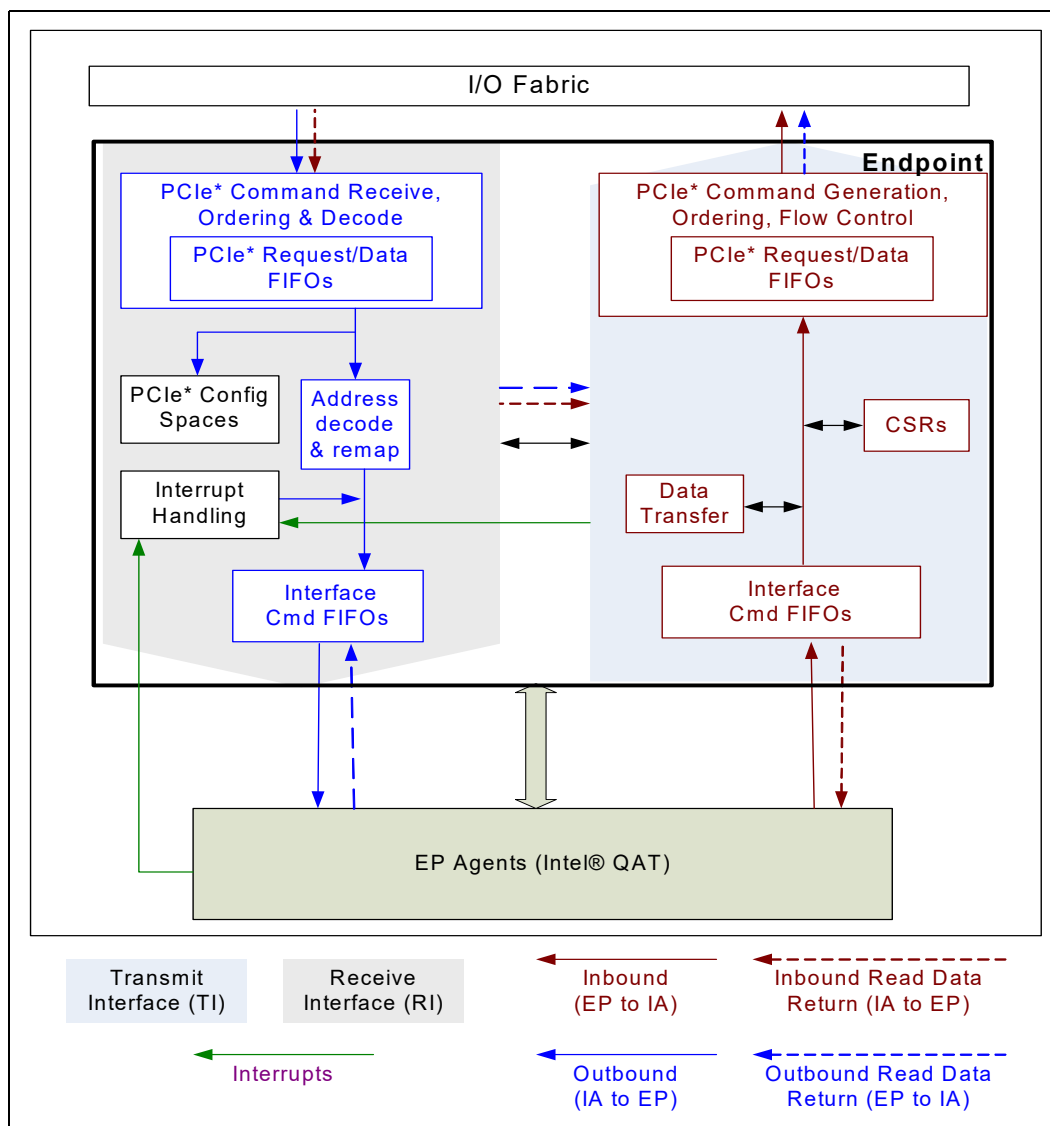 I/O Fabric
Endpoint
PCIe* Command Receive,
Ordering & Decode
PCIe* Request/Data
FIFOs
PCIe* Command Generation,
Ordering, Flow Control
PCIe* Request/Data
FIFOs
PCIe* Config
Spaces
Address
decode
& remap
CSRs
Interrupt
Handling
Data
Transfer
Interface
Cmd FIFOs
Interface
Cmd FIFOs
EP Agents (Intel® QAT)
Transmit
Interface (TI)
Receive
Interface (RI)
Inbound
(EP to IA)
Inbound Read Data
Return (IA to EP)
Interrupts
Outbound
(IA to EP)
Outbound Read Data
Return (EP to IA)